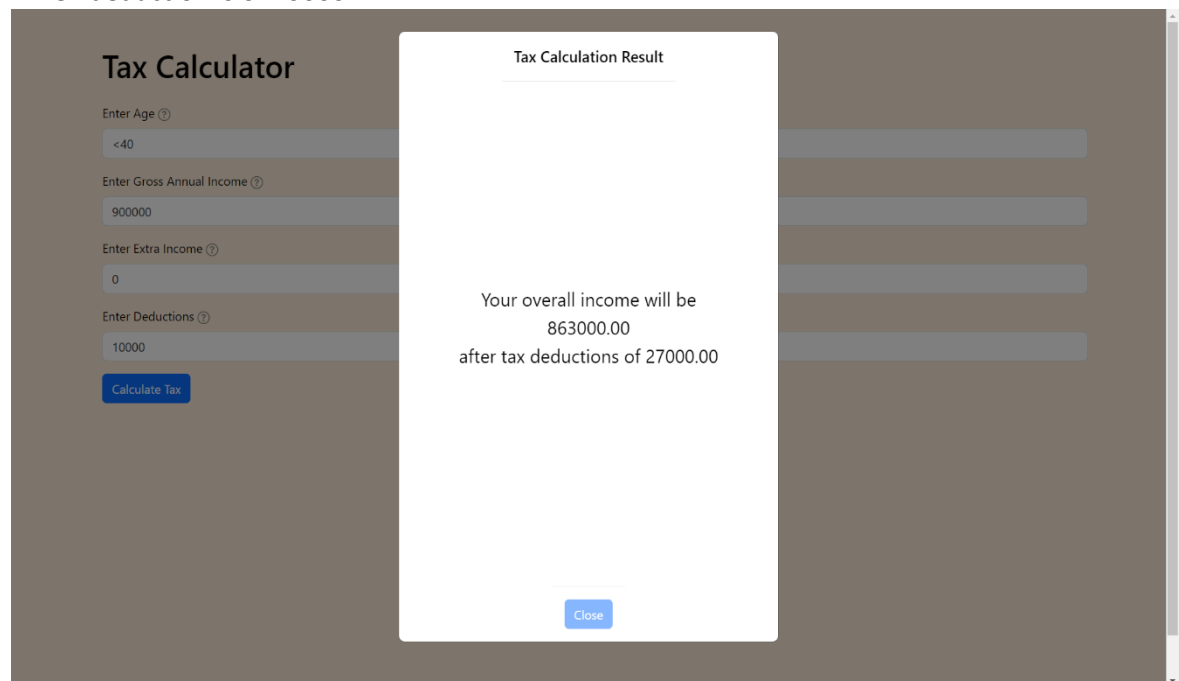 Tax Calculator
Enter Age ?
<40
Enter Gross Annual Income ?
900000
Enter Extra Income ?
0
Enter Deductions ?
10000
Calculate Tax
Tax Calculation Result
Your overall income will be
863000.00
after tax deductions of 27000.00
Close